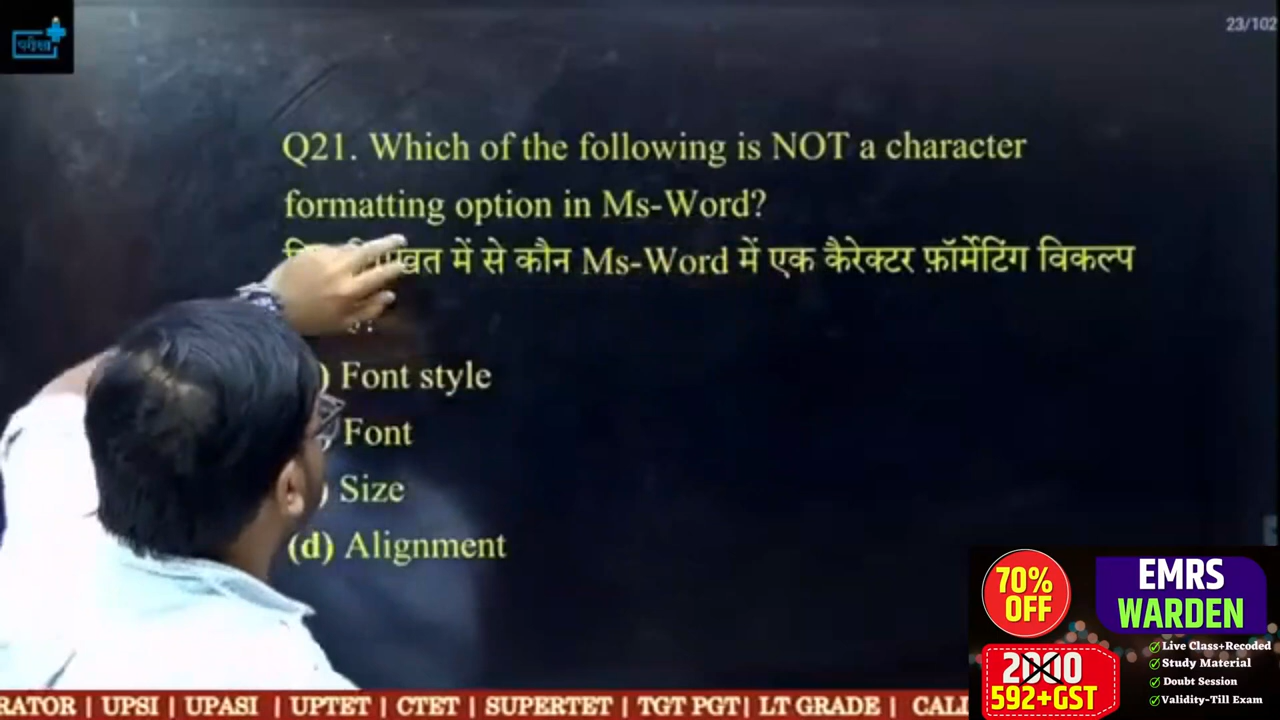 परीक्षा
23/102
Q21. Which of the following is NOT a character
formatting option in Ms-Word?
में से कौन Ms-Word में एक कैरेक्टर फ़ॉर्मेटिंग विकल्प
) Font style
Font
) Size
(d) Alignment
70%
OFF
EMRS
WARDEN
2000
592+GST
Live Class+Recoded
Study Material
Doubt Session
Validity-Till Exam
RATOR | UPSI | UPASI | UPTET | CTET | SUPERTET | TGT PGT| LT GRADE | CALL